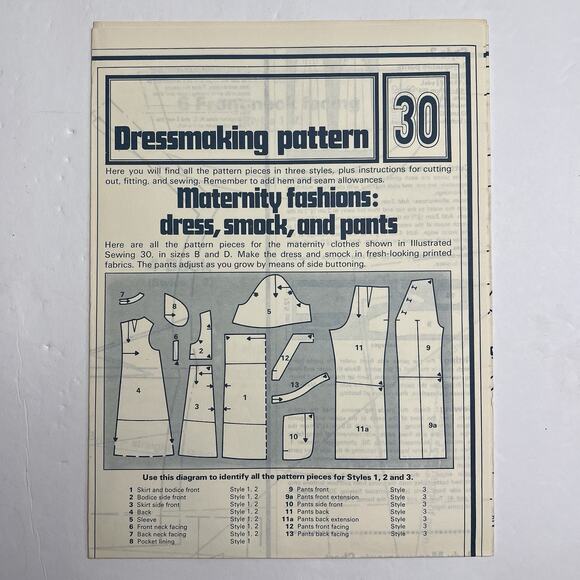 Dressmaking pattern
30
Here you will find all the pattern pieces in three styles, plus instructions for cutting
out, fitting, and sewing. Remember to add hem and seam allowances.
Maternity fashions:
dress, smock, and pants
Here are all the pattern pieces for the maternity clothes shown in Illustrated
Sewing 30, in sizes B and D. Make the dress and smock in fresh-looking printed
fabrics. The pants adjust as you grow by means of side buttoning.
7
8
5
6
2
12
11
9
4
3
1
13
10
11a
9a
Use this diagram to identify all the pattern pieces for Styles 1, 2 and 3.
1 Skirt and bodice front Style 1, 2
2 Bodice side front Style 1, 2
3 Skirt side front Style 1, 2
4 Back Style 1, 2
5 Sleeve Style 1, 2
6 Front neck facing Style 1, 2
7 Back neck facing Style 1, 2
8 Pocket lining Style 1
9 Pants front Style 3
9a Pants front extension Style 3
10 Pants side front Style 3
11 Pants back Style 3
11a Pants back extension Style 3
12 Pants front facing Style 3
13 Pants back facing Style 3